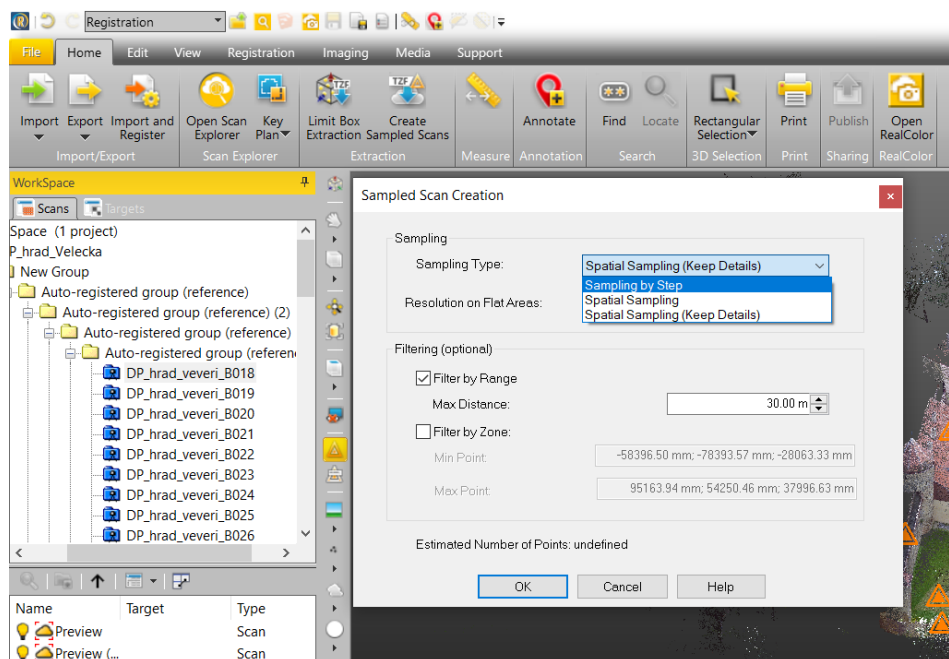 Registration
File Home Edit View Registration Imaging Media Support
Import Export Import and Register Open Scan Explorer Key Plan Limit Box Extraction Create Sampled Scans Annotate Find Locate Rectangular Selection Print Publish Open RealColor
Import/Export Scan Explorer Extraction Measure Annotation Search 3D Selection Print Sharing RealColor
WorkSpace
Scans Targets
Space (1 project)
P_hrad_Velecka
New Group
Auto-registered group (reference)
Auto-registered group (reference) (2)
Auto-registered group (reference)
Auto-registered group (referen
DP_hrad_veveri_B018
DP_hrad_veveri_B019
DP_hrad_veveri_B020
DP_hrad_veveri_B021
DP_hrad_veveri_B022
DP_hrad_veveri_B023
DP_hrad_veveri_B024
DP_hrad_veveri_B025
DP_hrad_veveri_B026
Name Target Type
Preview Scan
Preview (... Scan
Sampled Scan Creation
Sampling
Sampling Type: Spatial Sampling (Keep Details)
Sampling by Step
Resolution on Flat Areas: Spatial Sampling
Spatial Sampling (Keep Details)
Filtering (optional)
Filter by Range
Max Distance: 30.00 m
Filter by Zone:
Min Point: -58396.50 mm; -78393.57 mm; -28063.33 mm
Max Point: 95163.94 mm; 54250.46 mm; 37996.63 mm
Estimated Number of Points: undefined
OK Cancel Help